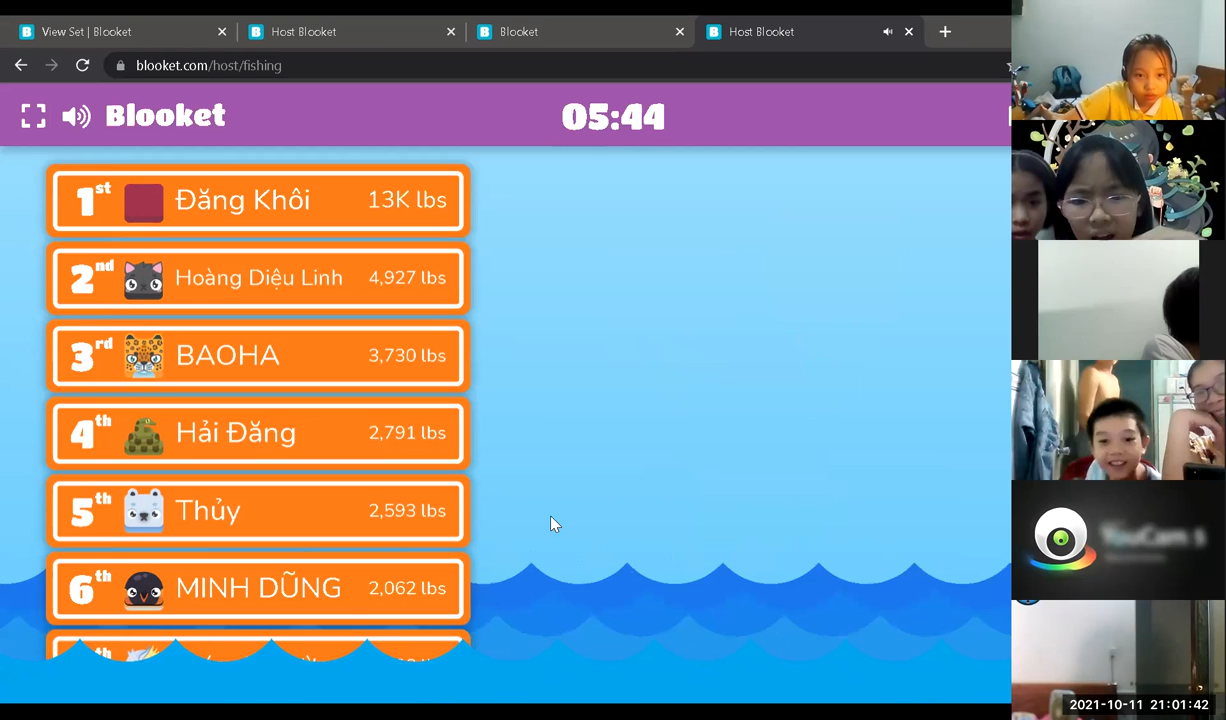 View Set | Blooket
Host Blooket
Blooket
Host Blooket
blooket.com/host/fishing
Blooket
05:44
1st Đăng Khôi 13K lbs
2nd Hoàng Diệu Linh 4,927 lbs
3rd BAOHA 3,730 lbs
4th Hải Đăng 2,791 lbs
5th Thủy 2,593 lbs
6th MINH DŨNG 2,062 lbs
th
2021-10-11 21:01:42